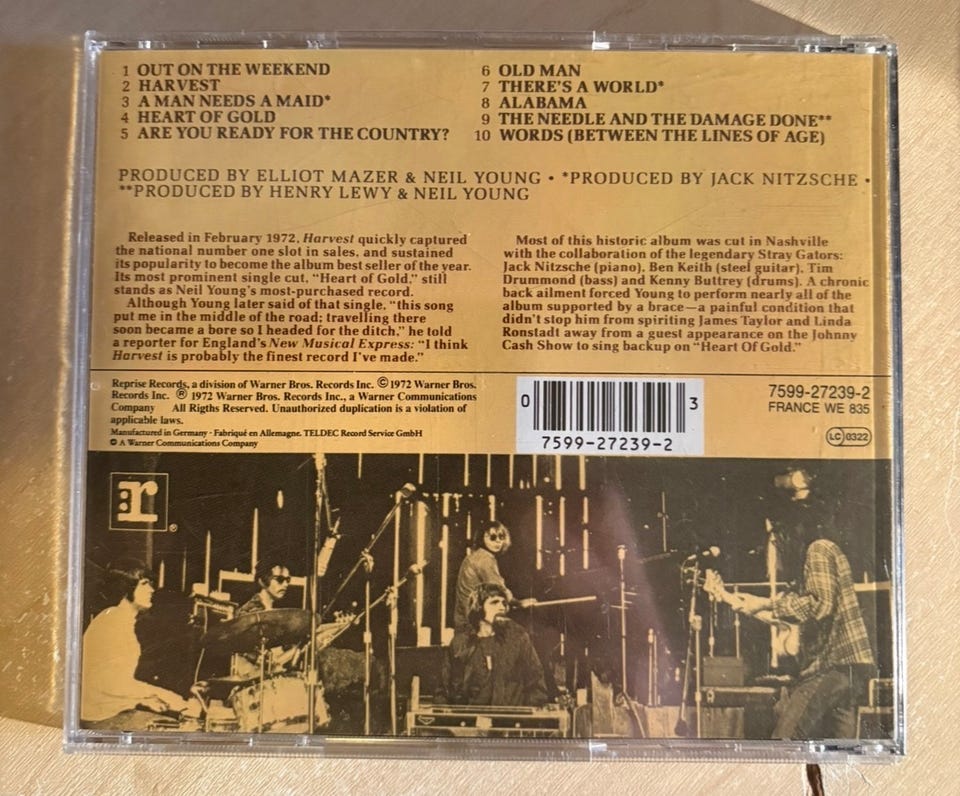 1 OUT ON THE WEEKEND
2 HARVEST
3 A MAN NEEDS A MAID*
4 HEART OF GOLD
5 ARE YOU READY FOR THE COUNTRY?
6 OLD MAN
7 THERE'S A WORLD*
8 ALABAMA
9 THE NEEDLE AND THE DAMAGE DONE**
10 WORDS (BETWEEN THE LINES OF AGE)
PRODUCED BY ELLIOT MAZER & NEIL YOUNG • *PRODUCED BY JACK NITZSCHE •
**PRODUCED BY HENRY LEWY & NEIL YOUNG
Released in February 1972, Harvest quickly captured
the national number one slot in sales, and sustained
its popularity to become the album best seller of the year.
Its most prominent single cut, "Heart of Gold," still
stands as Neil Young's most-purchased record.
Although Young later said of that single, "this song
put me in the middle of the road; travelling there
soon became a bore so I headed for the ditch," he told
a reporter for England's New Musical Express: "I think
Harvest is probably the finest record I've made."
Most of this historic album was cut in Nashville
with the collaboration of the legendary Stray Gators:
Jack Nitzsche (piano), Ben Keith (steel guitar), Tim
Drummond (bass) and Kenny Buttrey (drums). A chronic
back ailment forced Young to perform nearly all of the
album supported by a brace—a painful condition that
didn't stop him from spiriting James Taylor and Linda
Ronstadt away from a guest appearance on the Johnny
Cash Show to sing backup on "Heart Of Gold."
Reprise Records, a division of Warner Bros. Records Inc. ©1972 Warner Bros.
Records Inc. ® 1972 Warner Bros. Records Inc., a Warner Communications
Company All Rigths Reserved. Unauthorized duplication is a violation of
applicable laws.
Manufactured in Germany · Fabriqué en Allemagne. TELDEC Record Service GmbH
© A Warner Communications Company
0 3
7599-27239-2
7599-27239-2
FRANCE WE 835
LC 0322
:r ®